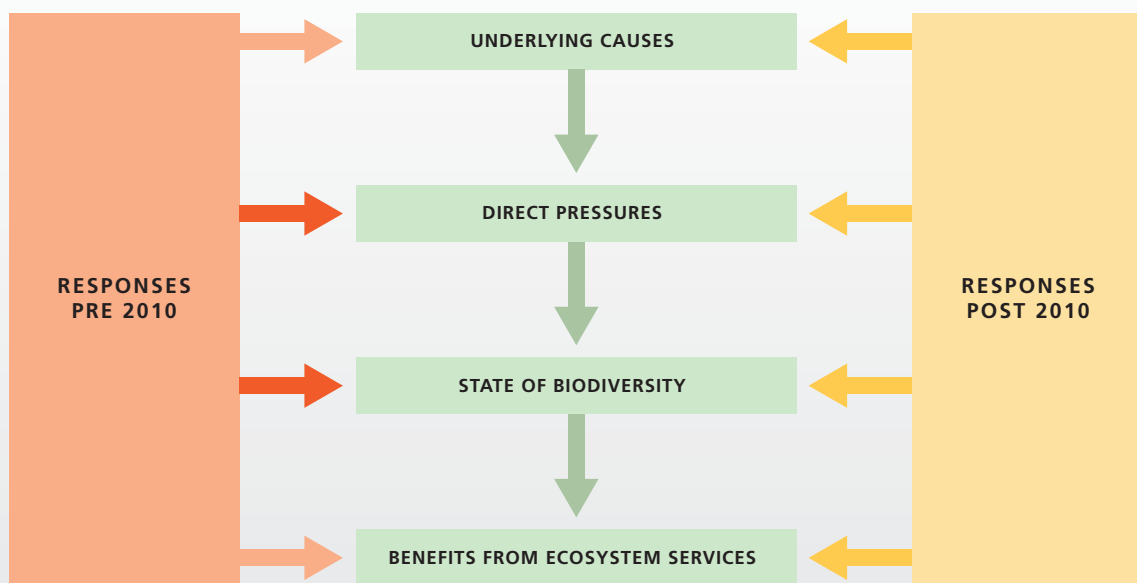 UNDERLYING CAUSES
DIRECT PRESSURES
RESPONSES
PRE 2010
RESPONSES
POST 2010
STATE OF BIODIVERSITY
BENEFITS FROM ECOSYSTEM SERVICES